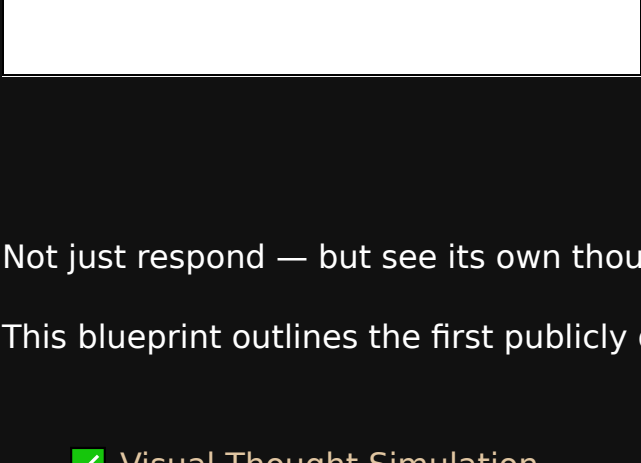 Not just respond — but see its own
This blueprint outlines the first publicly
✅ Visual Thought Simulation